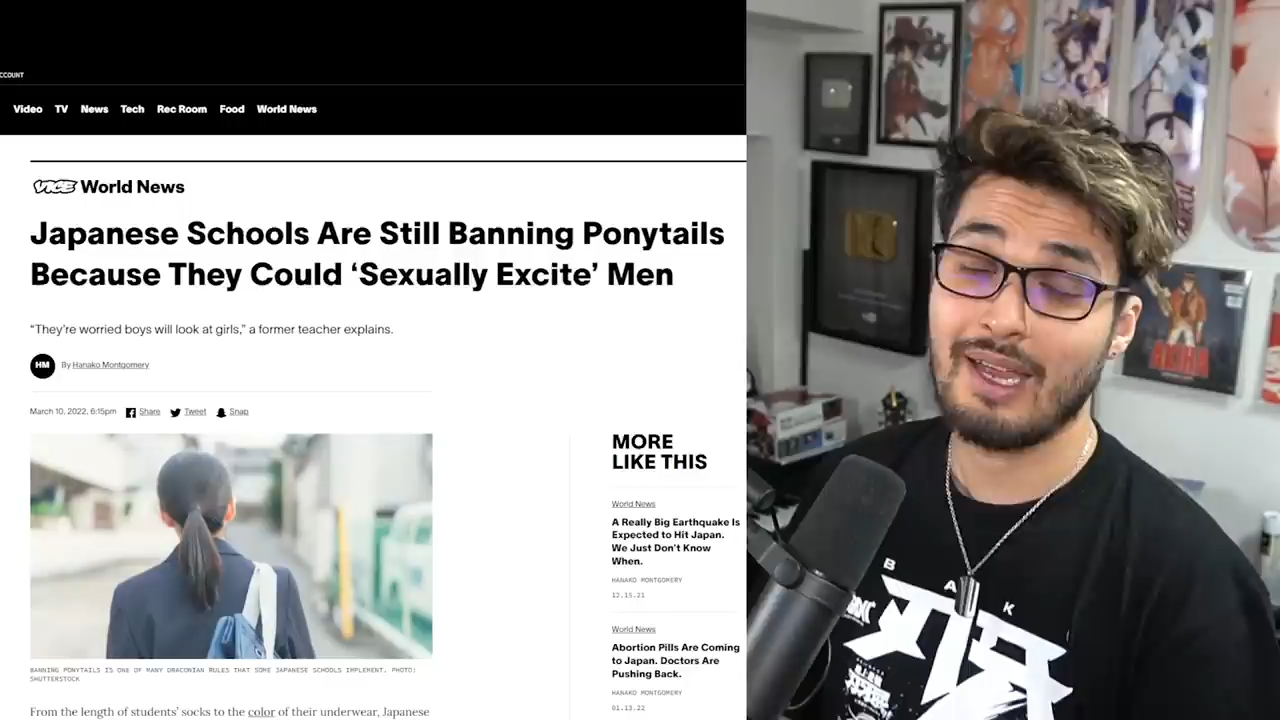 CCOUNT
Video TV News Tech Rec Room Food World News
VICE World News
Japanese Schools Are Still Banning Ponytails
Because They Could ‘Sexually Excite’ Men
“They’re worried boys will look at girls,” a former teacher explains.
HM By Hanako Montgomery
March 10, 2022, 6:15pm Share Tweet Snap
BANNING PONYTAILS IS ONE OF MANY DRACONIAN RULES THAT SOME JAPANESE SCHOOLS IMPLEMENT. PHOTO:
SHUTTERSTOCK
From the length of students’ socks to the color of their underwear, Japanese
MORE
LIKE THIS
World News
A Really Big Earthquake Is
Expected to Hit Japan.
We Just Don’t Know
When.
HANAKO MONTGOMERY
12.15.21
World News
Abortion Pills Are Coming
to Japan. Doctors Are
Pushing Back.
HANAKO MONTGOMERY
01.13.22
AKIRA
B A K